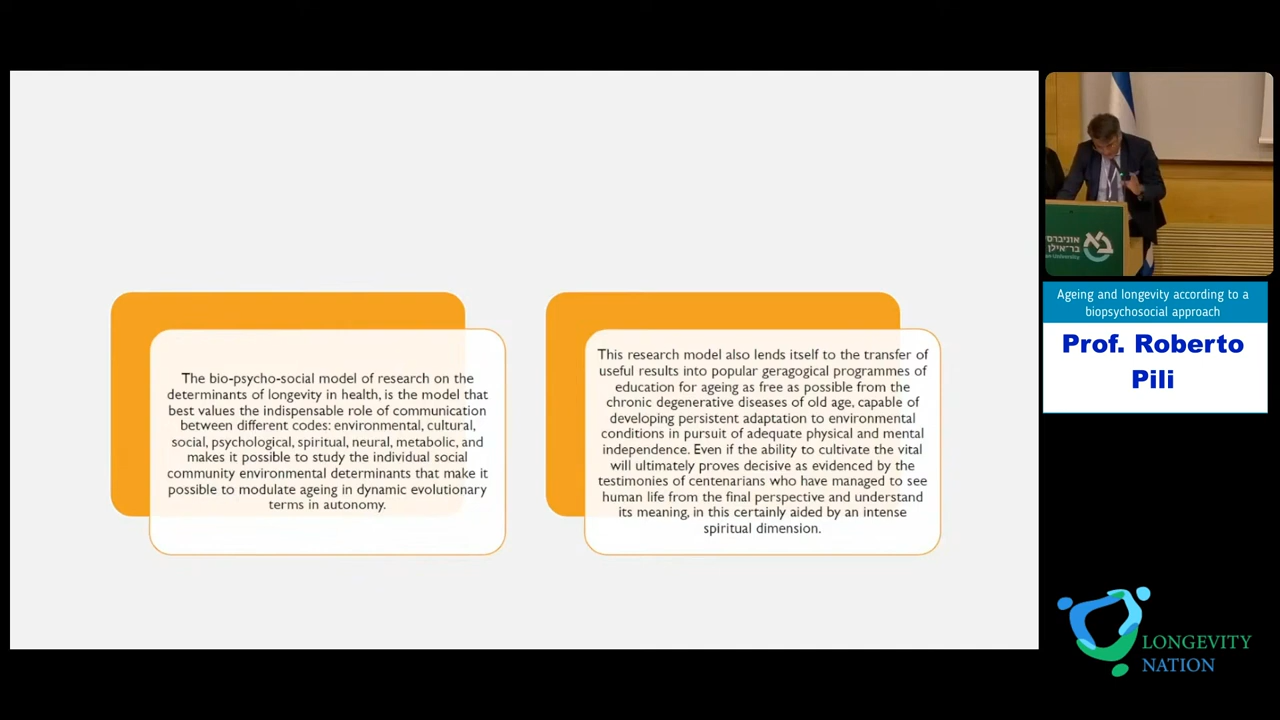 The bio-psycho-social model of research on the
determinants of longevity in health, is the model that
best values the indispensable role of communication
between different codes: environmental, cultural,
social, psychological, spiritual, neural, metabolic, and
makes it possible to study the individual social
community environmental determinants that make it
possible to modulate ageing in dynamic evolutionary
terms in autonomy.
This research model also lends itself to the transfer of
useful results into popular geragogical programmes of
education for ageing as free as possible from the
chronic degenerative diseases of old age, capable of
developing persistent adaptation to environmental
conditions in pursuit of adequate physical and mental
independence. Even if the ability to cultivate the vital
will ultimately proves decisive as evidenced by the
testimonies of centenarians who have managed to see
human life from the final perspective and understand
its meaning, in this certainly aided by an intense
spiritual dimension.
בר-אילן
University
Ageing and longevity according to a
biopsychosocial approach
Prof. Roberto
Pili
LONGEVITY
NATION